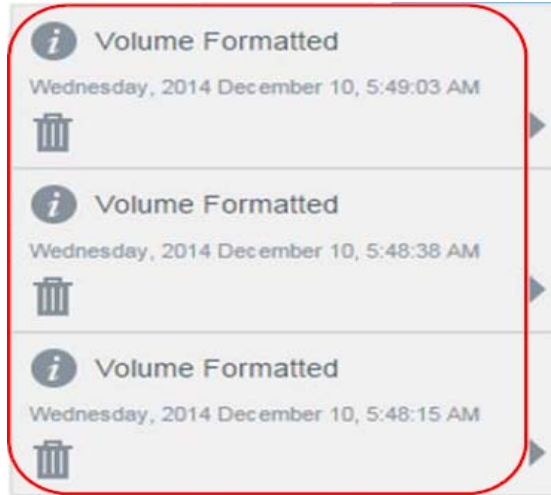 Volume Formatted
Wednesday, 2014 December 10, 5:49:03 AM
Volume Formatted
Wednesday, 2014 December 10, 5:48:38 AM
Volume Formatted
Wednesday, 2014 December 10, 5:48:15 AM